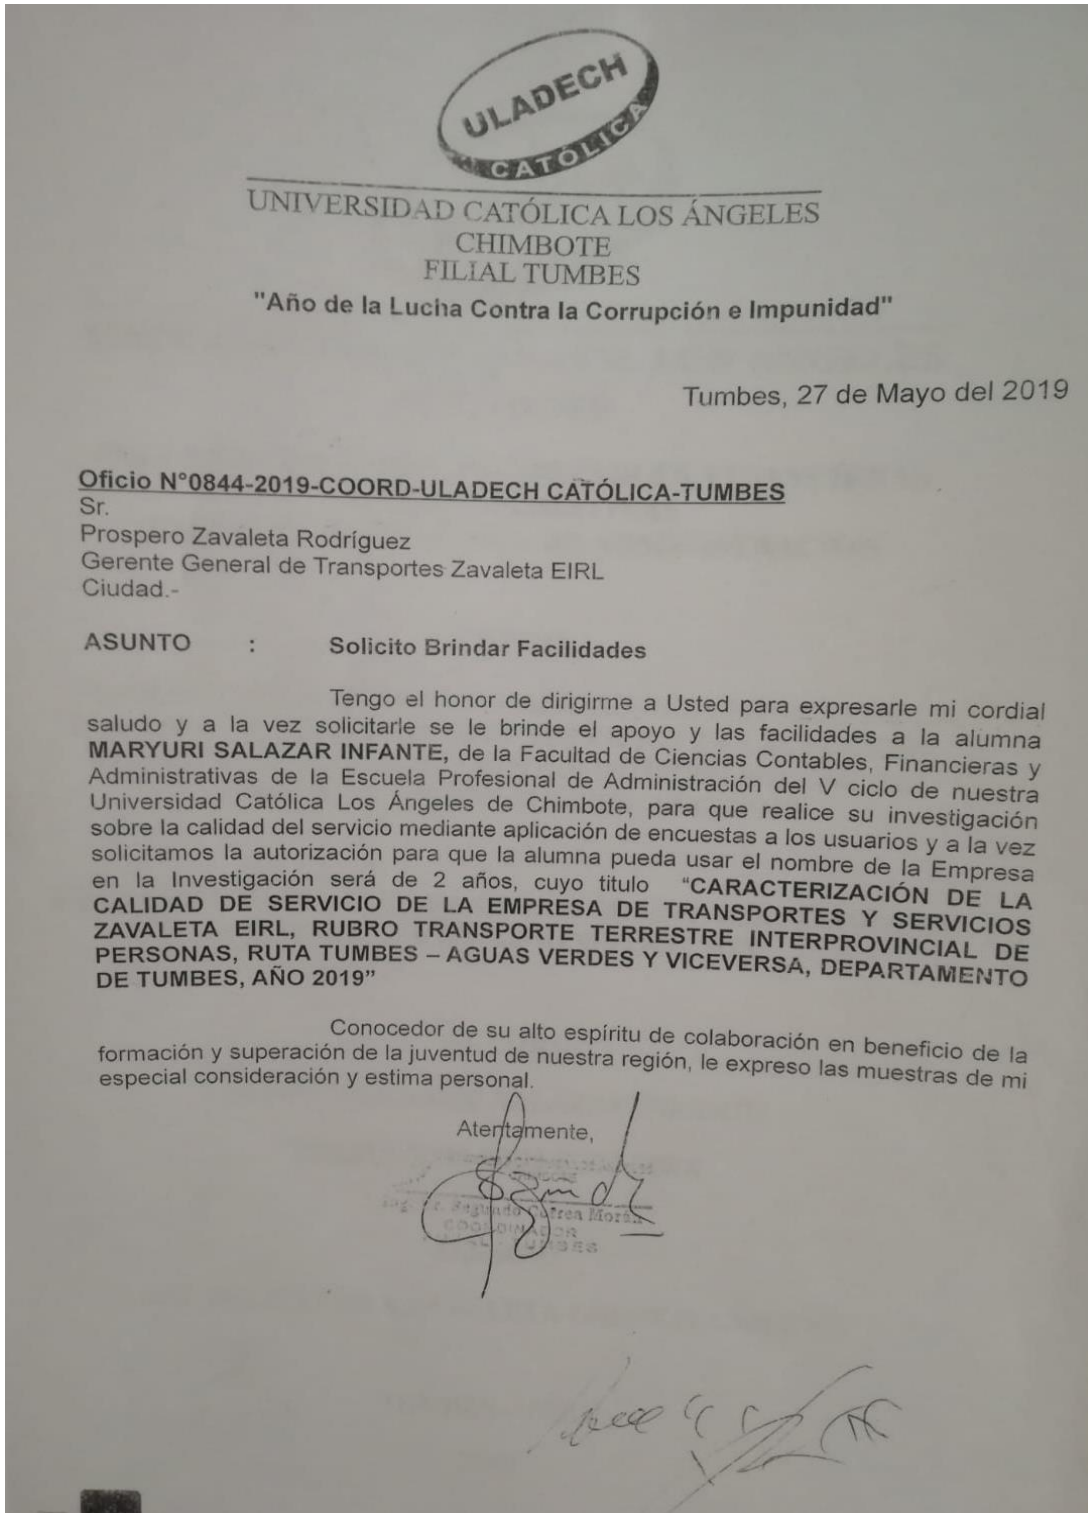 ULADECH
CATÓLICA
UNIVERSIDAD CATÓLICA LOS ÁNGELES
CHIMBOTE
FILIAL TUMBES
"Año de la Lucha Contra la Corrupción e Impunidad"
Tumbes, 27 de Mayo del 2019
Oficio N°0844-2019-COORD-ULADECH CATÓLICA-TUMBES
Sr.
Prospero Zavaleta Rodríguez
Gerente General de Transportes Zavaleta EIRL
Ciudad.-
ASUNTO : Solicito Brindar Facilidades
Tengo el honor de dirigirme a Usted para expresarle mi cordial
saludo y a la vez solicitarle se le brinde el apoyo y las facilidades a la alumna
MARYURI SALAZAR INFANTE, de la Facultad de Ciencias Contables, Financieras y
Administrativas de la Escuela Profesional de Administración del V ciclo de nuestra
Universidad Católica Los Ángeles de Chimbote, para que realice su investigación
sobre la calidad del servicio mediante aplicación de encuestas a los usuarios y a la vez
solicitamos la autorización para que la alumna pueda usar el nombre de la Empresa
en la Investigación será de 2 años, cuyo titulo “CARACTERIZACIÓN DE LA
CALIDAD DE SERVICIO DE LA EMPRESA DE TRANSPORTES Y SERVICIOS
ZAVALETA EIRL, RUBRO TRANSPORTE TERRESTRE INTERPROVINCIAL DE
PERSONAS, RUTA TUMBES – AGUAS VERDES Y VICEVERSA, DEPARTAMENTO
DE TUMBES, AÑO 2019”
Conocedor de su alto espíritu de colaboración en beneficio de la
formación y superación de la juventud de nuestra región, le expreso las muestras de mi
especial consideración y estima personal.
Atentamente,
Segundo Correa Morán
COORDINADOR
TUMBES